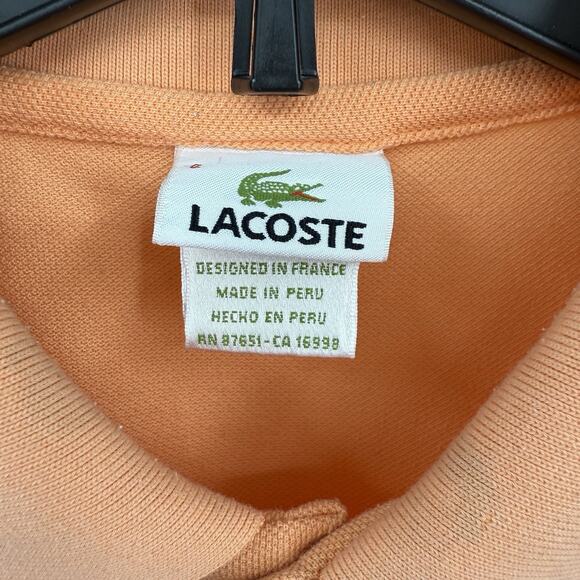 LACOSTE
DESIGNED IN FRANCE
MADE IN PERU
HECHO EN PERU
RN 87651-CA 16998